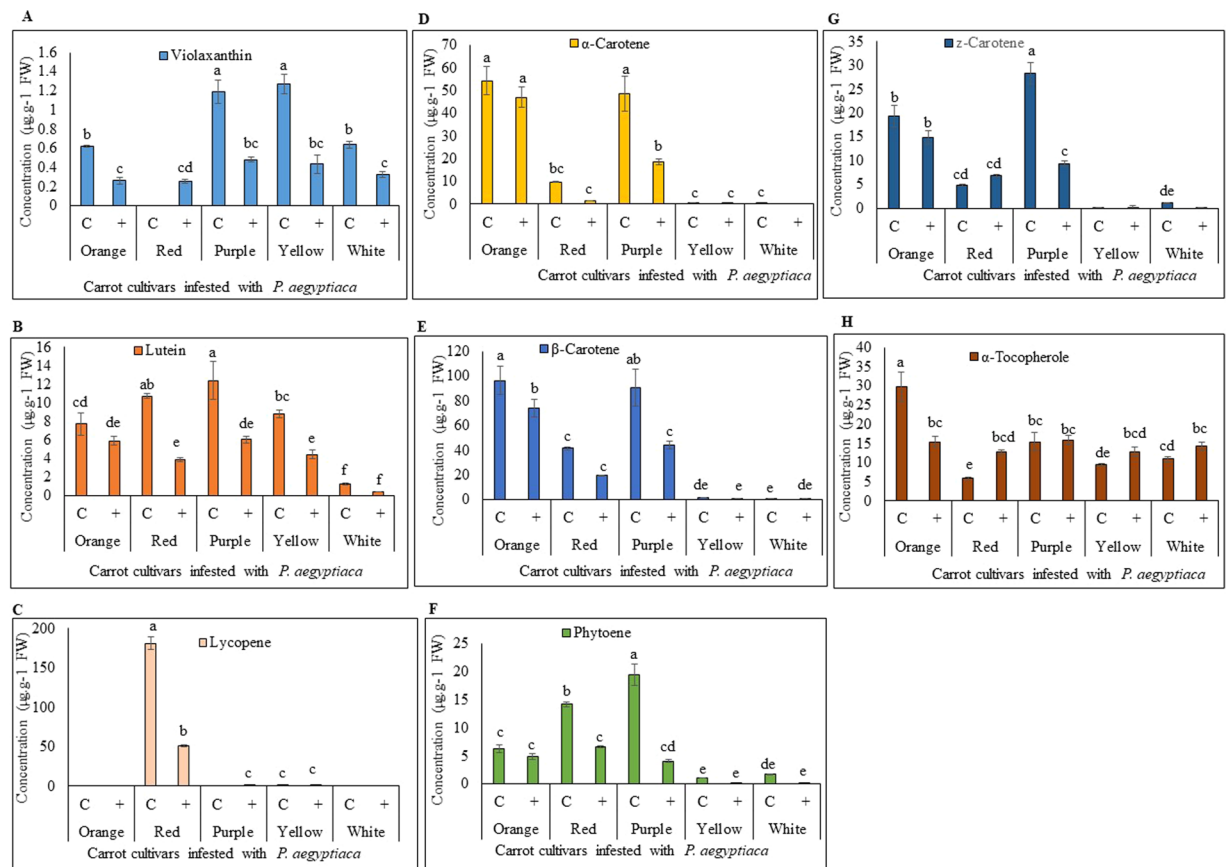 A
Violaxanthin
Concentration (µg.g-1 FW)
1.6
1.4
1.2
1
0.8
0.6
0.4
0.2
0
b c cd a bc a bc b c
C + C + C + C + C +
Orange Red Purple Yellow White
Carrot cultivars infested with P. aegyptiaca
B
Lutein
Concentration (µg.g-1 FW)
16
14
12
10
8
6
4
2
0
cd de ab e a de bc e f f
C + C + C + C + C +
Orange Red Purple Yellow White
Carrot cultivars infested with P. aegyptiaca
C
Lycopene
Concentration (µg.g-1 FW)
200
150
100
50
0
a b c c c
C + C + C + C + C +
Orange Red Purple Yellow White
Carrot cultivars infested with P. aegyptiaca
D
α-Carotene
Concentration (µg.g-1 FW)
70
60
50
40
30
20
10
0
a a bc c a b c c c
C + C + C + C + C +
Orange Red Purple Yellow White
Carrot cultivars infested with P. aegyptiaca
E
β-Carotene
Concentration (µg.g-1 FW)
120
100
80
60
40
20
0
a b c c ab c de e e de
C + C + C + C + C +
Orange Red Purple Yellow White
Carrot cultivars infested with P. aegyptiaca
F
Phytoene
Concentration (µg.g-1 FW)
25
20
15
10
5
0
c c b c a cd e e de e
C + C + C + C + C +
Orange Red Purple Yellow White
Carrot cultivars infested with P. aegyptiaca
G
z-Carotene
Concentration (µg.g-1 FW)
35
30
25
20
15
10
5
0
b b cd cd a c de
C + C + C + C + C +
Orange Red Purple Yellow White
Carrot cultivars infested with P. aegyptiaca
H
α-Tocopherole
Concentration (µg.g-1 FW)
40
35
30
25
20
15
10
5
0
a bc e bcd bc bc de bcd cd bc
C + C + C + C + C +
Orange Red Purple Yellow White
Carrot cultivars infested with P. aegyptiaca